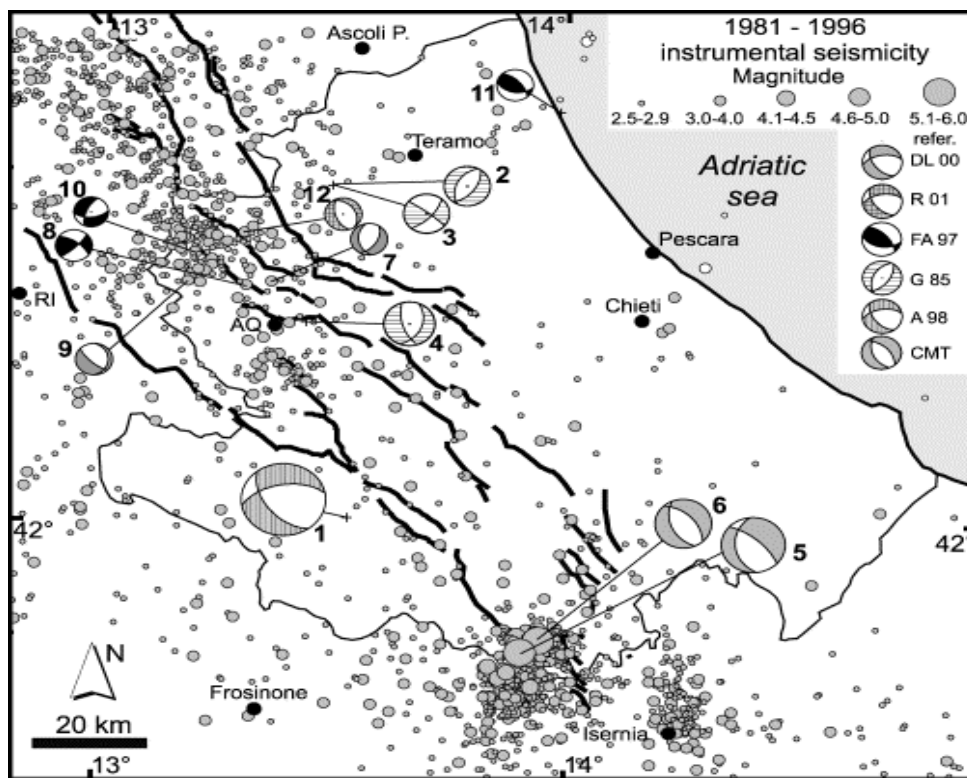 13°
14°
Ascoli P.
1981 - 1996
instrumental seismicity
Magnitude
2.5-2.9 3.0-4.0 4.1-4.5 4.6-5.0 5.1-6.0
refer.
DL 00
R 01
FA 97
G 85
A 98
CMT
11
Teramo
Adriatic
sea
10
12
2
8
3
7
Pescara
RI
AQ
4
Chieti
9
1
6
5
42°
42°
N
20 km
Frosinone
Isernia
13°
14°